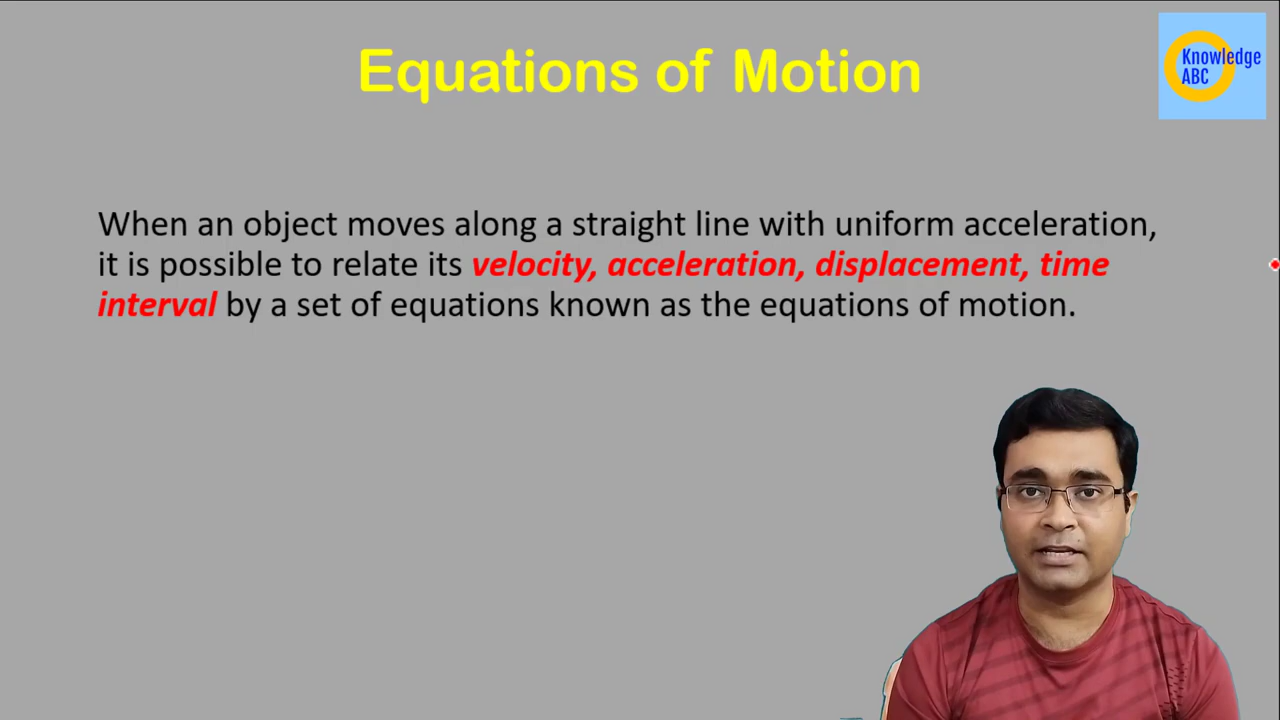 Equations of Motion
Knowledge
ABC
When an object moves along a straight line with uniform acceleration,
it is possible to relate its velocity, acceleration, displacement, time
interval by a set of equations known as the equations of motion.